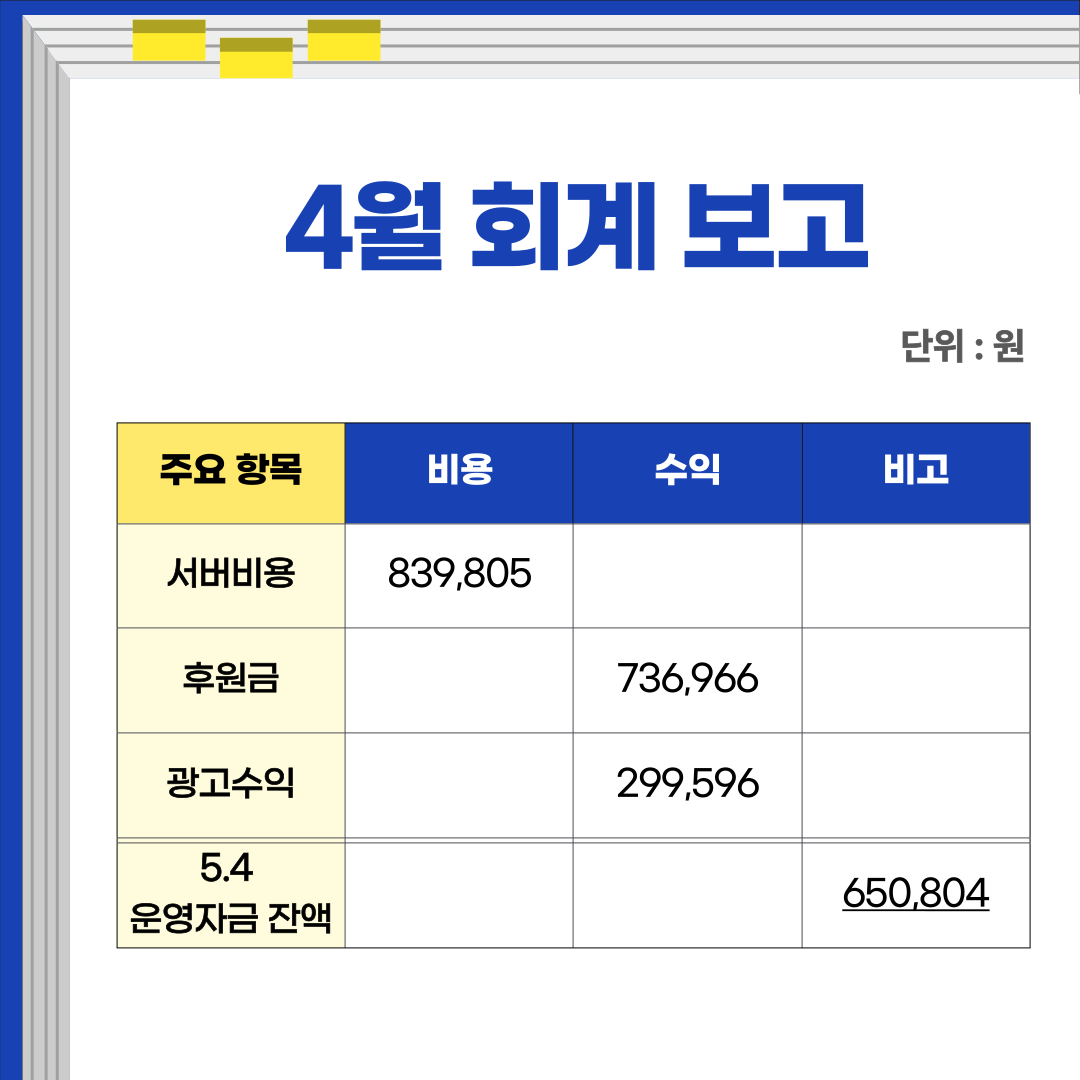 4월 회계 보고
단위 : 원
주요 항목 비용 수익 비고
서버비용 839,805
후원금 736,966
광고수익 299,596
5.4
운영자금 잔액 650,804